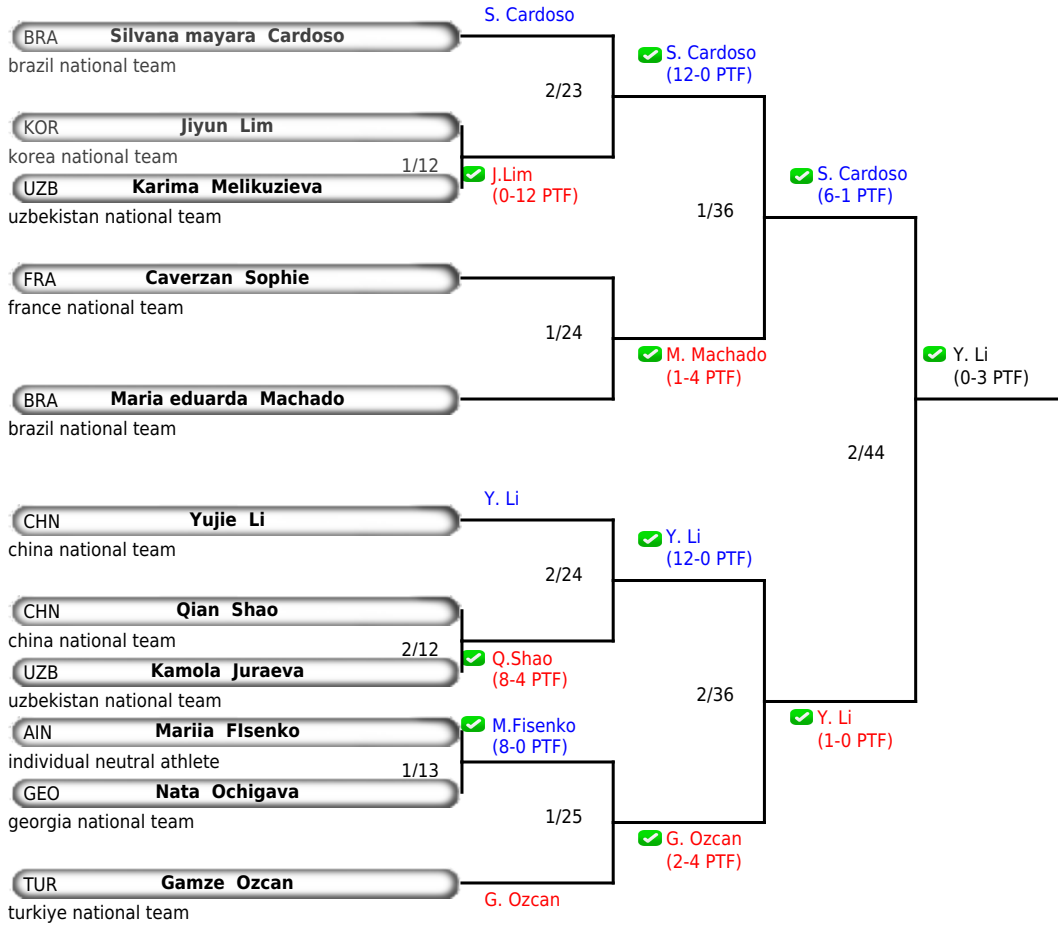 S. Cardoso
BRA Silvana mayara Cardoso
brazil national team
S. Cardoso
(12-0 PTF)
2/23
KOR Jiyun Lim
korea national team
1/12
J.Lim
(0-12 PTF)
UZB Karima Melikuzieva
uzbekistan national team
S. Cardoso
(6-1 PTF)
1/36
FRA Caverzan Sophie
france national team
1/24
M. Machado
(1-4 PTF)
Y. Li
(0-3 PTF)
BRA Maria eduarda Machado
brazil national team
2/44
Y. Li
CHN Yujie Li
china national team
Y. Li
(12-0 PTF)
2/24
CHN Qian Shao
china national team
2/12
Q.Shao
(8-4 PTF)
UZB Kamola Juraeva
uzbekistan national team
2/36
Y. Li
(1-0 PTF)
AIN Mariia FIsenko
individual neutral athlete
M.Fisenko
(8-0 PTF)
1/13
GEO Nata Ochigava
georgia national team
1/25
G. Ozcan
(2-4 PTF)
TUR Gamze Ozcan
turkiye national team
G. Ozcan